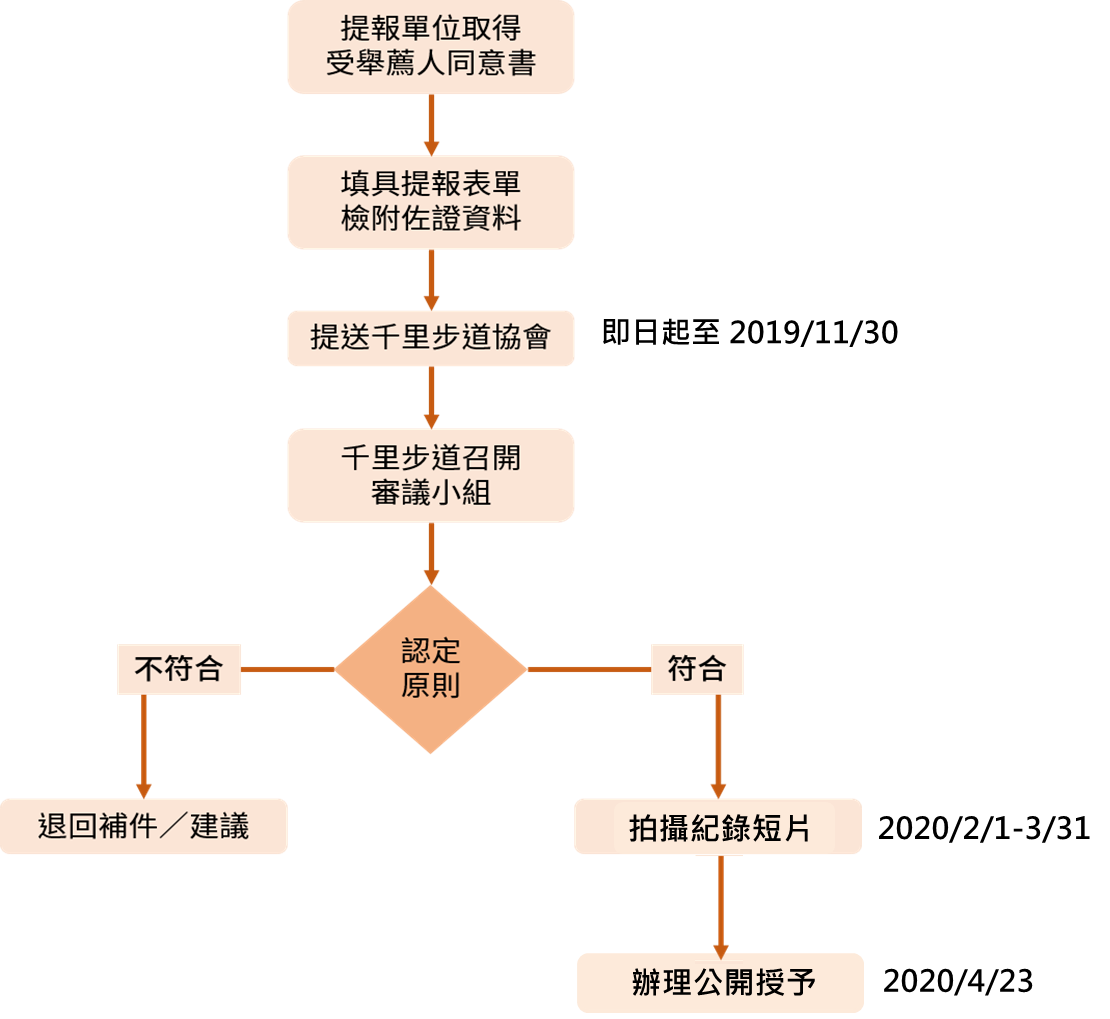 提報單位取得
受舉薦人同意書
填具提報表單
檢附佐證資料
提送千里步道協會
即日起至 2019/11/30
千里步道召開
審議小組
認定
原則
不符合
符合
退回補件／建議
拍攝紀錄短片
2020/2/1-3/31
辦理公開授予
2020/4/23